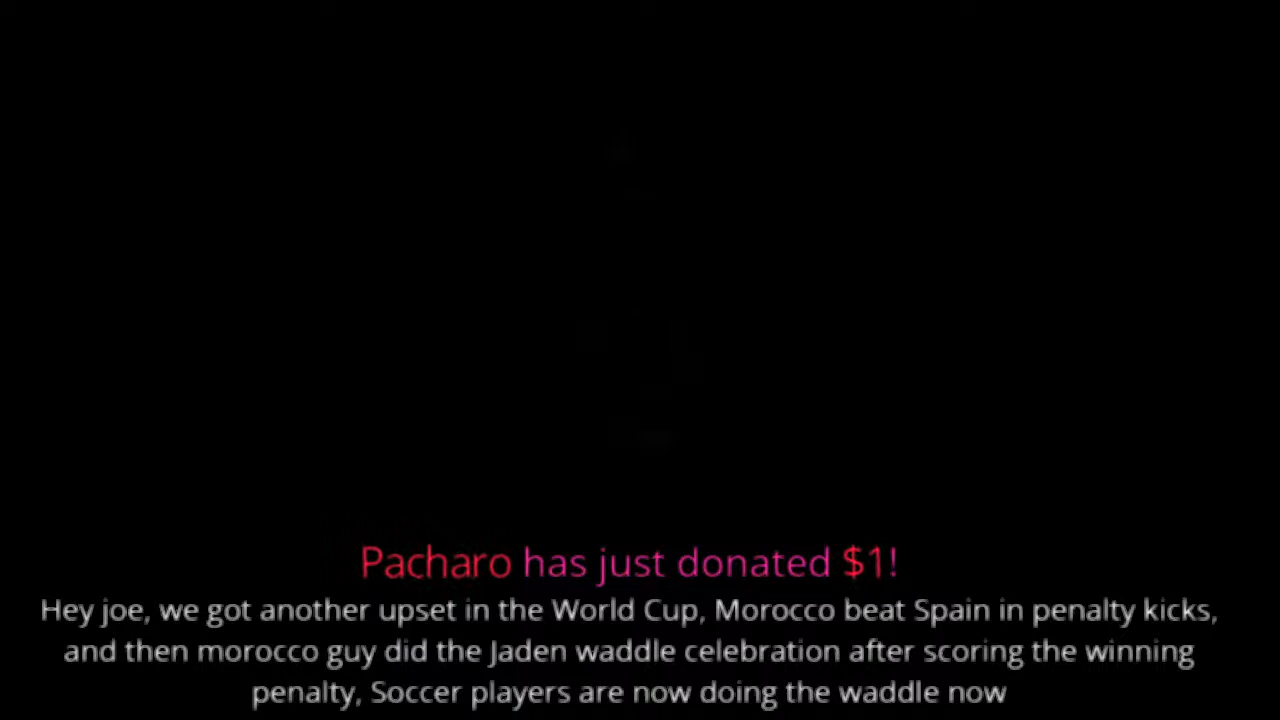 Pacharo has just donated $1!
Hey joe, we got another upset in the World Cup, Morocco beat Spain in penalty kicks,
and then morocco guy did the Jaden waddle celebration after scoring the winning
penalty, Soccer players are now doing the waddle now